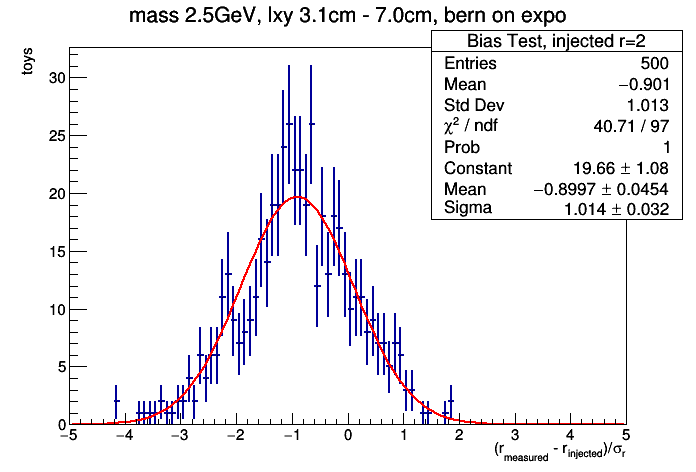 mass 2.5GeV, lxy 3.1cm - 7.0cm, bern on expo
Bias Test, injected r=2
Entries 500
Mean −0.901
Std Dev 1.013
χ² / ndf 40.71 / 97
Prob 1
Constant 19.66 ± 1.08
Mean −0.8997 ± 0.0454
Sigma 1.014 ± 0.032
toys
30
25
20
15
10
5
0
−5 −4 −3 −2 −1 0 1 2 3 4 5
(r_measured - r_injected)/σ_r